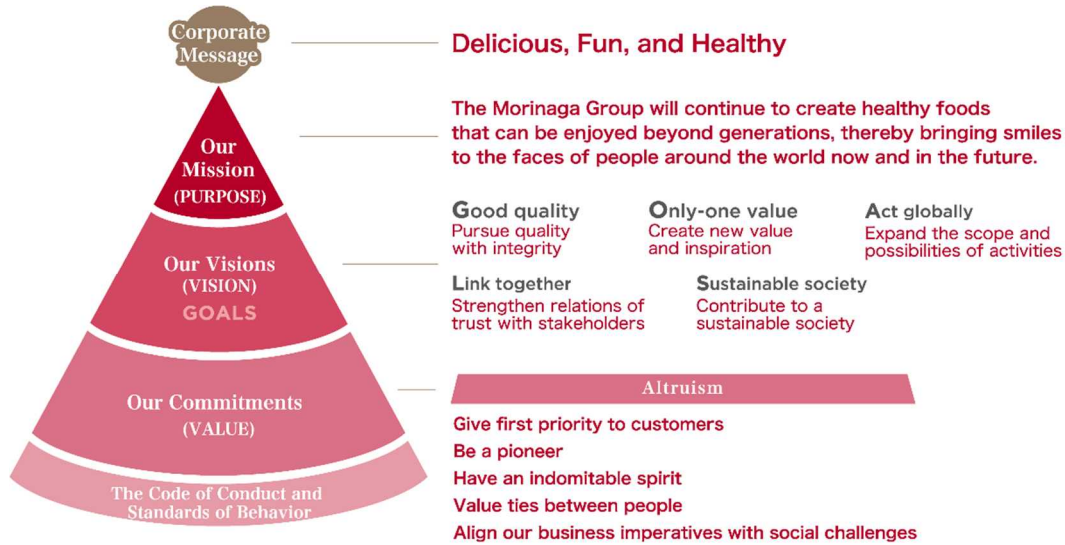 Corporate
Message
Delicious, Fun, and Healthy
Our
Mission
(PURPOSE)
The Morinaga Group will continue to create healthy foods
that can be enjoyed beyond generations, thereby bringing smiles
to the faces of people around the world now and in the future.
Our Visions
(VISION)
GOALS
Good quality
Pursue quality
with integrity
Only-one value
Create new value
and inspiration
Act globally
Expand the scope and
possibilities of activities
Link together
Strengthen relations of
trust with stakeholders
Sustainable society
Contribute to a
sustainable society
Our Commitments
(VALUE)
Altruism
Give first priority to customers
Be a pioneer
Have an indomitable spirit
Value ties between people
Align our business imperatives with social challenges
The Code of Conduct and
Standards of Behavior